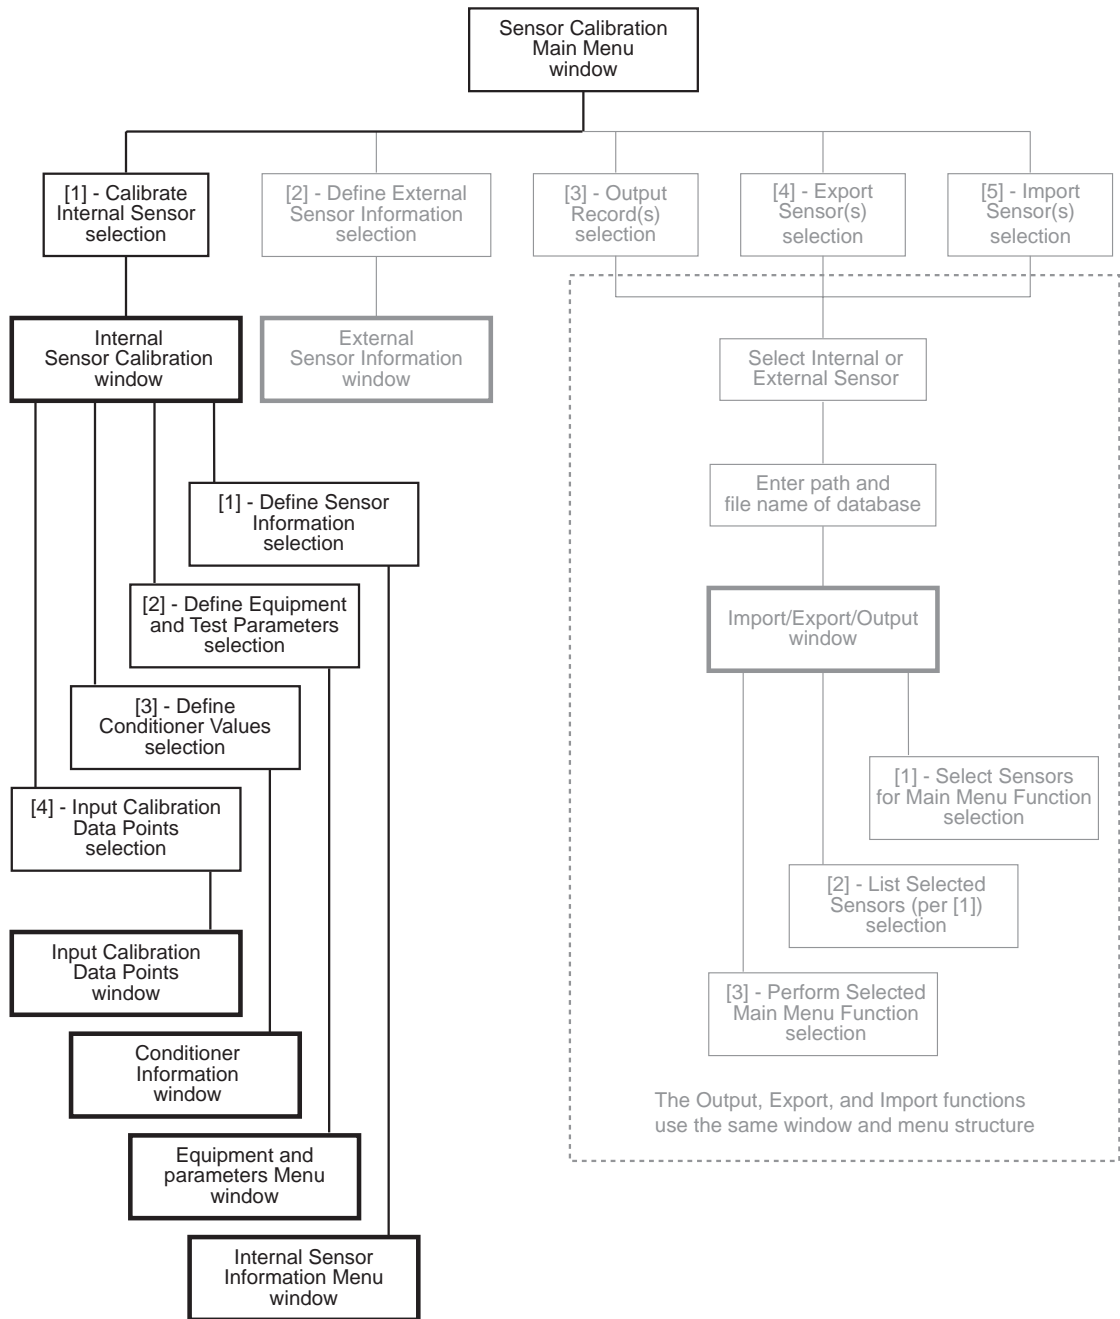 Sensor Calibration
Main Menu
window
[1] - Calibrate
Internal Sensor
selection
[2] - Define External
Sensor Information
selection
[3] - Output
Record(s)
selection
[4] - Export
Sensor(s)
selection
[5] - Import
Sensor(s)
selection
Internal
Sensor Calibration
window
External
Sensor Information
window
Select Internal or
External Sensor
[1] - Define Sensor
Information
selection
Enter path and
file name of database
[2] - Define Equipment
and Test Parameters
selection
Import/Export/Output
window
[3] - Define
Conditioner Values
selection
[1] - Select Sensors
for Main Menu Function
selection
[4] - Input Calibration
Data Points
selection
[2] - List Selected
Sensors (per [1])
selection
Input Calibration
Data Points
window
[3] - Perform Selected
Main Menu Function
selection
Conditioner
Information
window
The Output, Export, and Import functions
use the same window and menu structure
Equipment and
parameters Menu
window
Internal Sensor
Information Menu
window